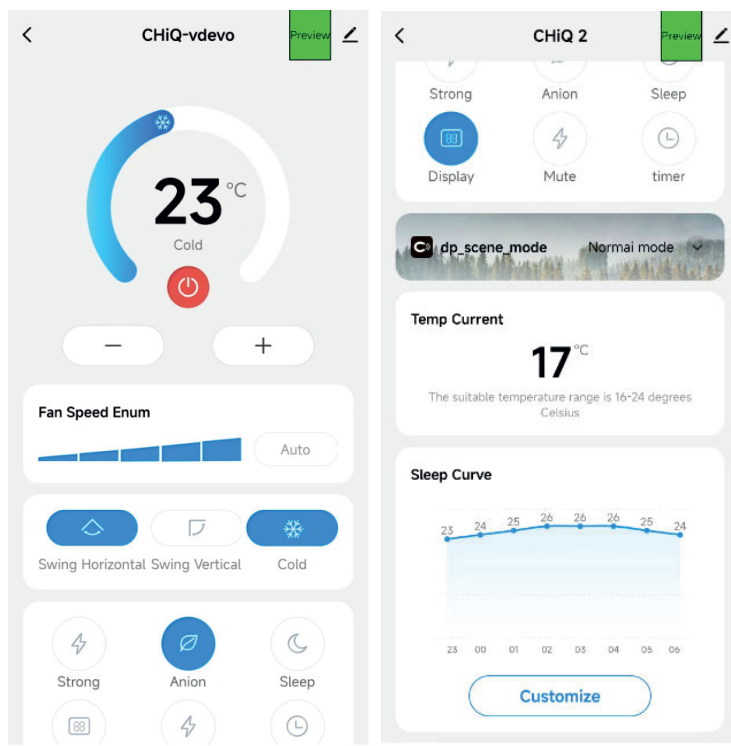 CHiQ-vdevo
Preview
23 °C
Cold
Fan Speed Enum
Auto
Swing Horizontal Swing Vertical Cold
Strong Anion Sleep
88
CHiQ 2
Preview
Strong Anion Sleep
88
Display Mute timer
dp_scene_mode Normai mode
Temp Current
17 °C
The suitable temperature range is 16-24 degrees
Celsius
Sleep Curve
23 24 25 26 26 26 25 24
23 00 01 02 03 04 05 06
Customize